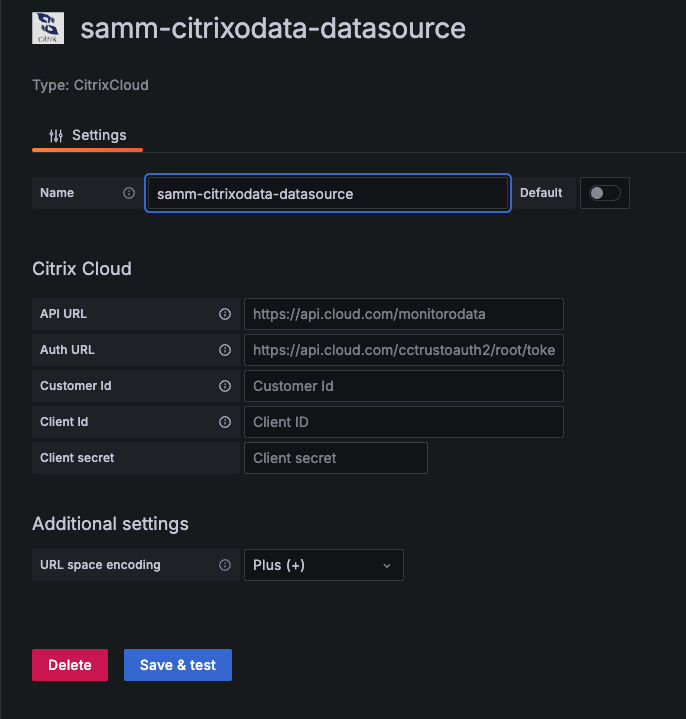 citrix
samm-citrixodata-datasource
Type: CitrixCloud
Settings
Name samm-citrixodata-datasource Default
Citrix Cloud
API URL https://api.cloud.com/monitorodata
Auth URL https://api.cloud.com/cctrustoauth2/root/toke
Customer Id Customer Id
Client Id Client ID
Client secret Client secret
Additional settings
URL space encoding Plus (+)
Delete Save & test